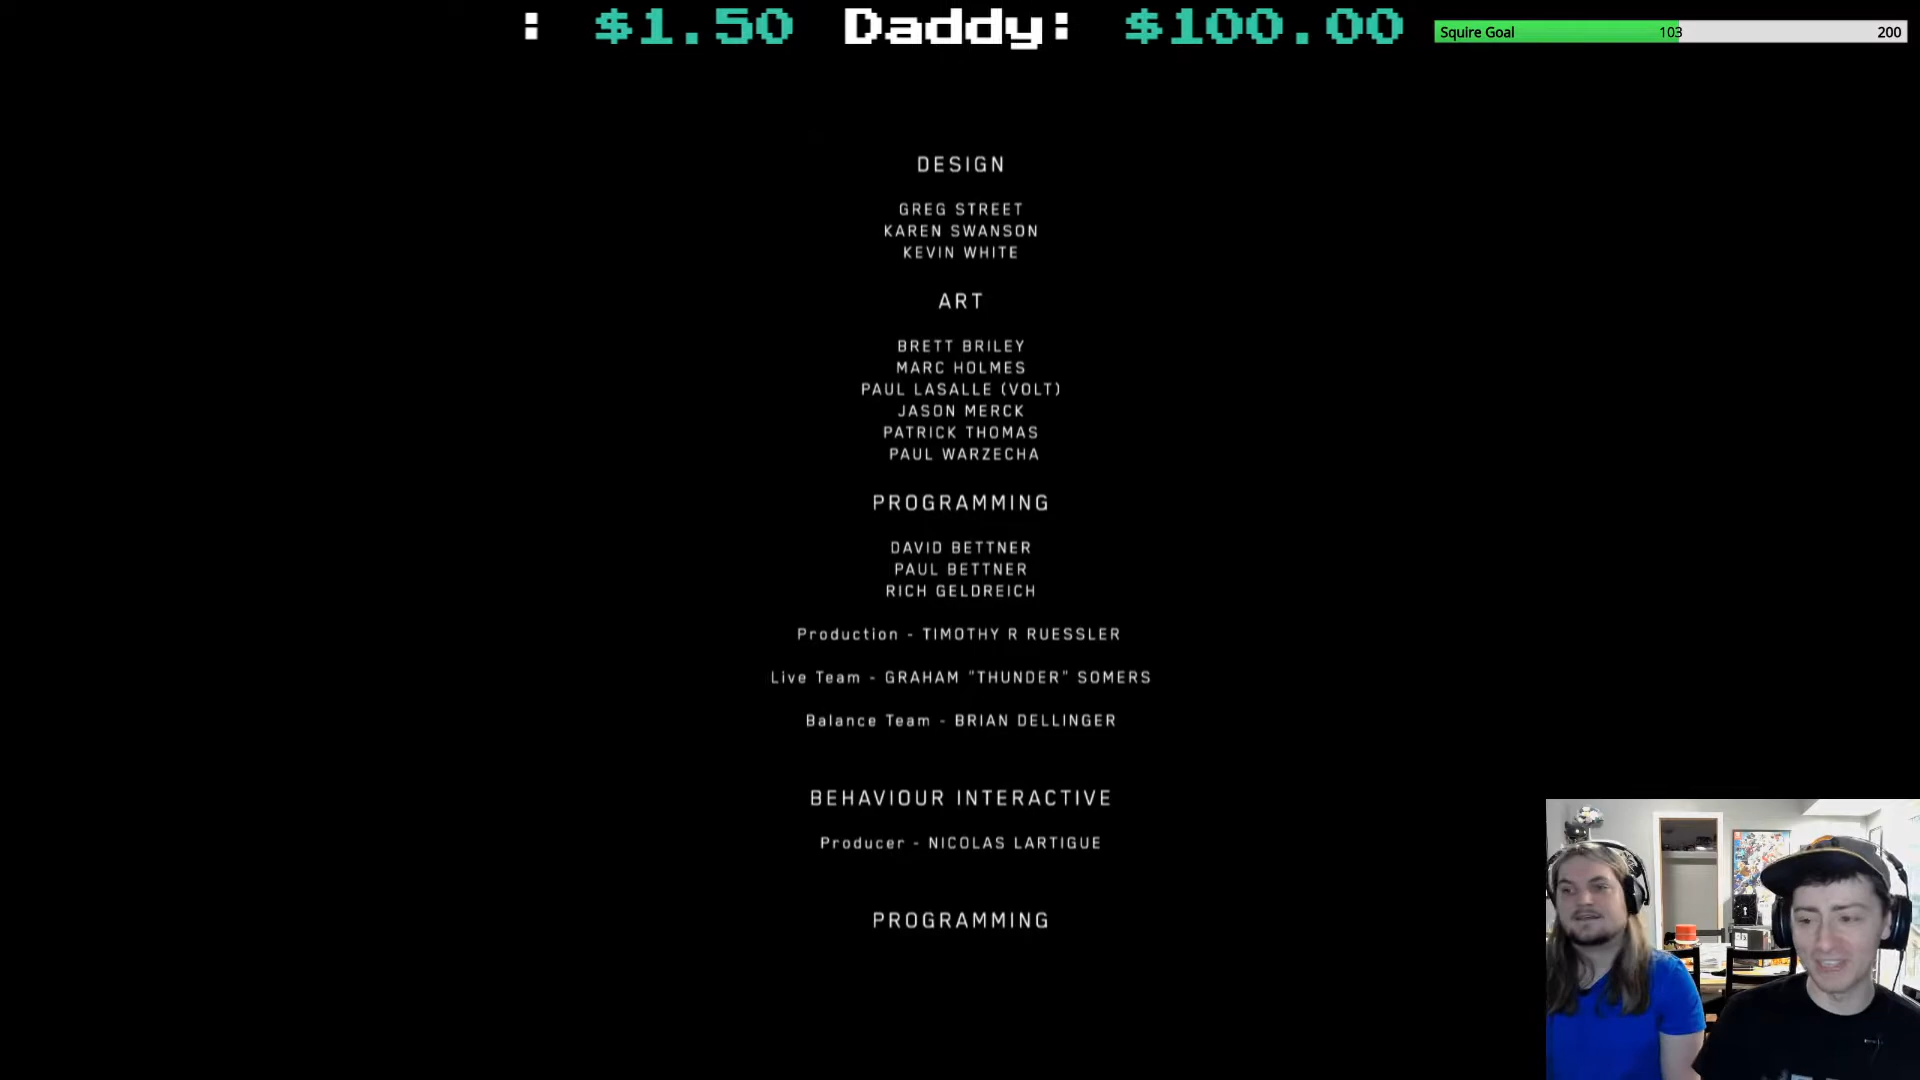 : $1.50 Daddy: $100.00
Squire Goal 103 200
DESIGN
GREG STREET
KAREN SWANSON
KEVIN WHITE
ART
BRETT BRILEY
MARC HOLMES
PAUL LASALLE (VOLT)
JASON MERCK
PATRICK THOMAS
PAUL WARZECHA
PROGRAMMING
DAVID BETTNER
PAUL BETTNER
RICH GELDREICH
Production - TIMOTHY R RUESSLER
Live Team - GRAHAM "THUNDER" SOMERS
Balance Team - BRIAN DELLINGER
BEHAVIOUR INTERACTIVE
Producer - NICOLAS LARTIGUE
PROGRAMMING